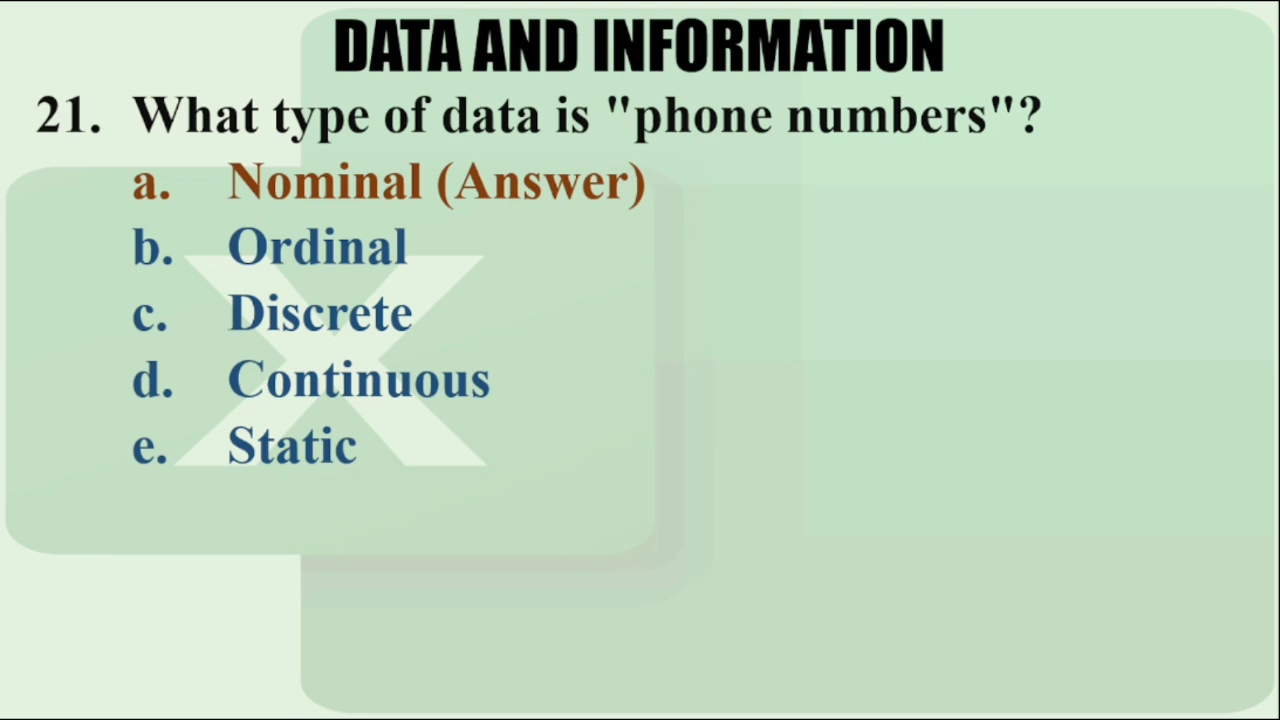 DATA AND INFORMATION
21. What type of data is "phone numbers"?
a. Nominal (Answer)
b. Ordinal
c. Discrete
d. Continuous
e. Static